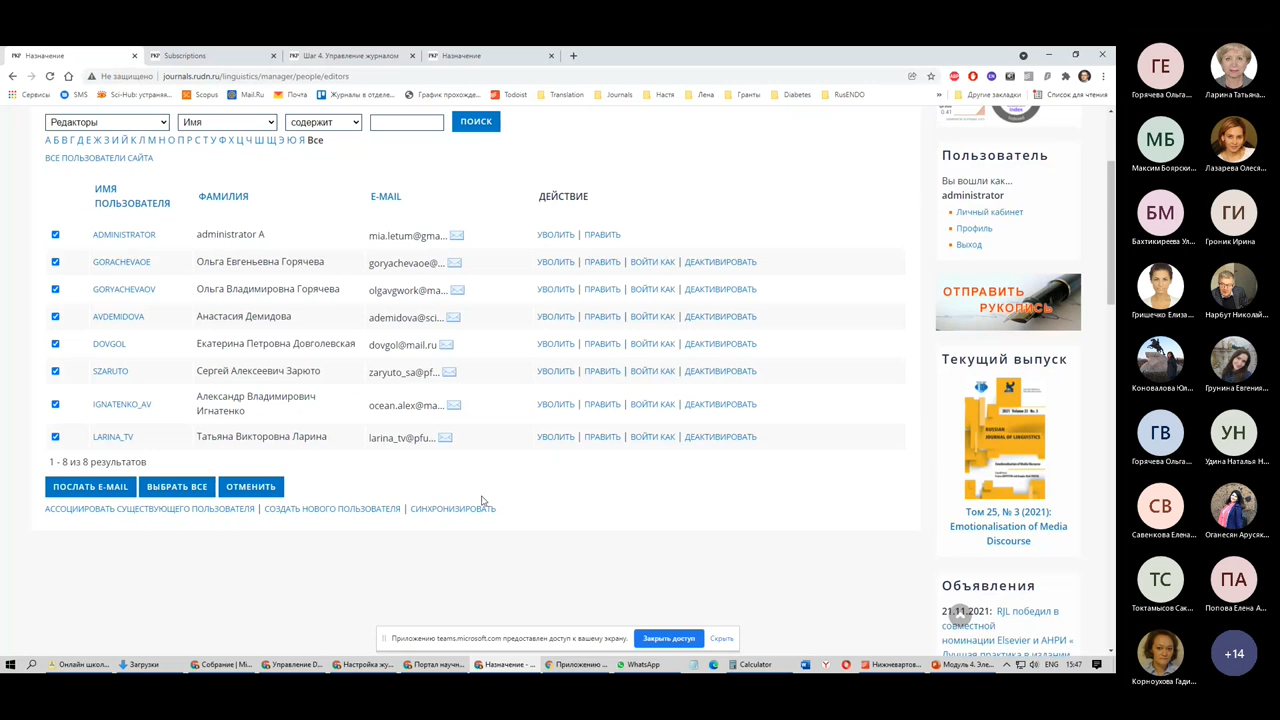 Назначение
Subscriptions
Шаг 4. Управление журналом
Назначение
Не защищено
journals.rudn.ru/linguistics/manager/people/editors
Сервисы
SMS
Sci-Hub: устраняя...
Scopus
Mail.Ru
Почта
Журналы в отделе...
График прохожде...
Todoist
Translation
Journals
Настя
Лена
Гранты
Diabetes
RusENDO
»
Другие закладки
Список для чтения
Редакторы
Имя
содержит
ПОИСК
А Б В Г Д Е Ж З И Й К Л М Н О П Р С Т У Ф Х Ц Ч Ш Щ Э Ю Я Все
ВСЕ ПОЛЬЗОВАТЕЛИ САЙТА
ИМЯ ПОЛЬЗОВАТЕЛЯ
ФАМИЛИЯ
E-MAIL
ДЕЙСТВИЕ
ADMINISTRATOR administrator A mia.letum@gma... УВОЛИТЬ | ПРАВИТЬ
GORACHEVAOE Ольга Евгеньевна Горячева goryachevaoe@... УВОЛИТЬ | ПРАВИТЬ | ВОЙТИ КАК | ДЕАКТИВИРОВАТЬ
GORYACHEVAOV Ольга Владимировна Горячева olgavgwork@ma... УВОЛИТЬ | ПРАВИТЬ | ВОЙТИ КАК | ДЕАКТИВИРОВАТЬ
AVDEMIDOVA Анастасия Демидова ademidova@sci... УВОЛИТЬ | ПРАВИТЬ | ВОЙТИ КАК | ДЕАКТИВИРОВАТЬ
DOVGOL Екатерина Петровна Довголевская dovgol@mail.ru УВОЛИТЬ | ПРАВИТЬ | ВОЙТИ КАК | ДЕАКТИВИРОВАТЬ
SZARUTO Сергей Алексеевич Зарюто zaryuto_sa@pf... УВОЛИТЬ | ПРАВИТЬ | ВОЙТИ КАК | ДЕАКТИВИРОВАТЬ
IGNATENKO_AV Александр Владимирович Игнатенко ocean.alex@ma... УВОЛИТЬ | ПРАВИТЬ | ВОЙТИ КАК | ДЕАКТИВИРОВАТЬ
LARINA_TV Татьяна Викторовна Ларина larina_tv@pfu... УВОЛИТЬ | ПРАВИТЬ | ВОЙТИ КАК | ДЕАКТИВИРОВАТЬ
1 - 8 из 8 результатов
ПОСЛАТЬ E-MAIL
ВЫБРАТЬ ВСЕ
ОТМЕНИТЬ
АССОЦИИРОВАТЬ СУЩЕСТВУЮЩЕГО ПОЛЬЗОВАТЕЛЯ | СОЗДАТЬ НОВОГО ПОЛЬЗОВАТЕЛЯ | СИНХРОНИЗИРОВАТЬ
0.41
Пользователь
Вы вошли как...
administrator
Личный кабинет
Профиль
Выход
ОТПРАВИТЬ
РУКОПИСЬ
Текущий выпуск
RUSSIAN
JOURNAL OF LINGUISTICS
Том 25, № 3 (2021):
Emotionalisation of Media
Discourse
Объявления
21.11.2021: RJL победил в
совместной
номинации Elsevier и АНРИ «
Лучшая практика в издании
Приложению teams.microsoft.com предоставлен доступ к вашему экрану.
Закрыть доступ
Скрыть
Онлайн школ...
Загрузки
Собрание | Mi...
Управление D...
Настройка жу...
Портал научн...
Назначение - ...
Приложению ...
WhatsApp
Calculator
Нижневартов...
Модуль 4. Эле...
ENG
15:47
ГЕ
Горячева Ольга...
Ларина Татьяна...
МБ
Максим Боярски...
Лазарева Олеся...
БМ
Бахтикиреева Ул...
ГИ
Гроник Ирина
Гришечко Елиза...
Нарбут Николай...
Коновалова Юл...
Грунина Евгения...
ГВ
Горячева Ольга...
УН
Удина Наталья Н...
СВ
Савенкова Елена...
Оганесян Арусяк...
ТС
Токтамысов Сак...
ПА
Попова Елена А...
Корноухова Гади...
+14